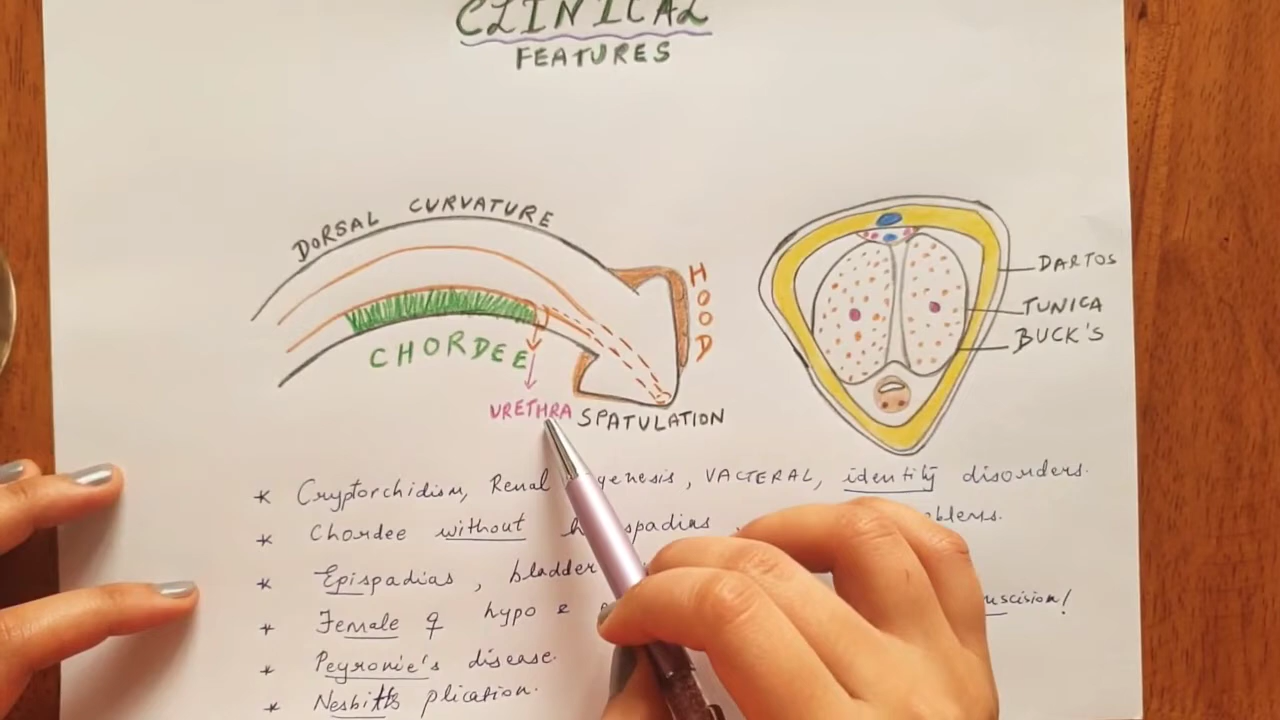 CLINICAL
FEATURES
DORSAL CURVATURE
HOOD
CHORDEE
URETHRA
SPATULATION
DARTOS
TUNICA
BUCK'S
* Cryptorchidism, Renal genesis, VACTERAL, identity disorders.
* Chordee without spadias
* Epispadias, bladder
* Female ♀ hypo &
* Peyronie's disease.
* Nesbitts plication.